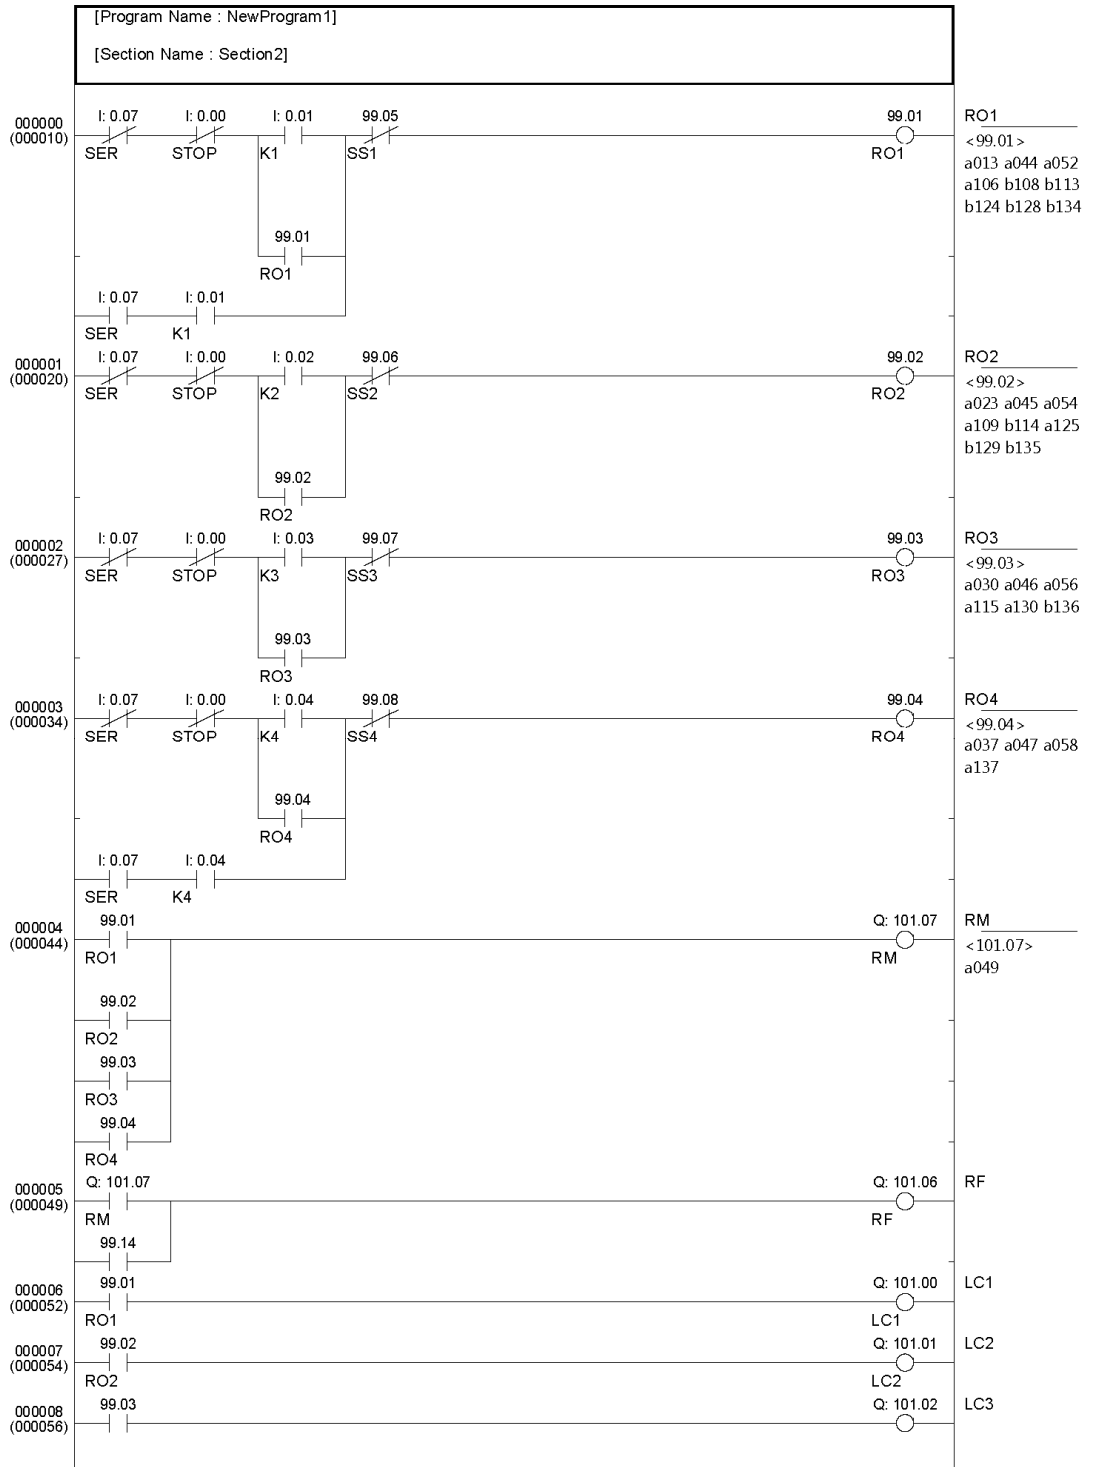 [Program Name : NewProgram1]
[Section Name : Section2]
000000
(000010)
I: 0.07 I: 0.00 I: 0.01 99.05 99.01
SER STOP K1 SS1 RO1
RO1
<99.01>
a013 a044 a052
a106 b108 b113
b124 b128 b134
99.01
RO1
I: 0.07 I: 0.01
SER K1
000001
(000020)
I: 0.07 I: 0.00 I: 0.02 99.06 99.02
SER STOP K2 SS2 RO2
RO2
<99.02>
a023 a045 a054
a109 b114 a125
b129 b135
99.02
RO2
000002
(000027)
I: 0.07 I: 0.00 I: 0.03 99.07 99.03
SER STOP K3 SS3 RO3
RO3
<99.03>
a030 a046 a056
a115 a130 b136
99.03
RO3
000003
(000034)
I: 0.07 I: 0.00 I: 0.04 99.08 99.04
SER STOP K4 SS4 RO4
RO4
<99.04>
a037 a047 a058
a137
99.04
RO4
I: 0.07 I: 0.04
SER K4
000004
(000044)
99.01 Q: 101.07
RO1 RM
RM
<101.07>
a049
99.02
RO2
99.03
RO3
99.04
RO4
000005
(000049)
Q: 101.07 Q: 101.06
RM RF
RF
99.14
000006
(000052)
99.01 Q: 101.00
RO1 LC1
LC1
000007
(000054)
99.02 Q: 101.01
RO2 LC2
LC2
000008
(000056)
99.03 Q: 101.02
LC3